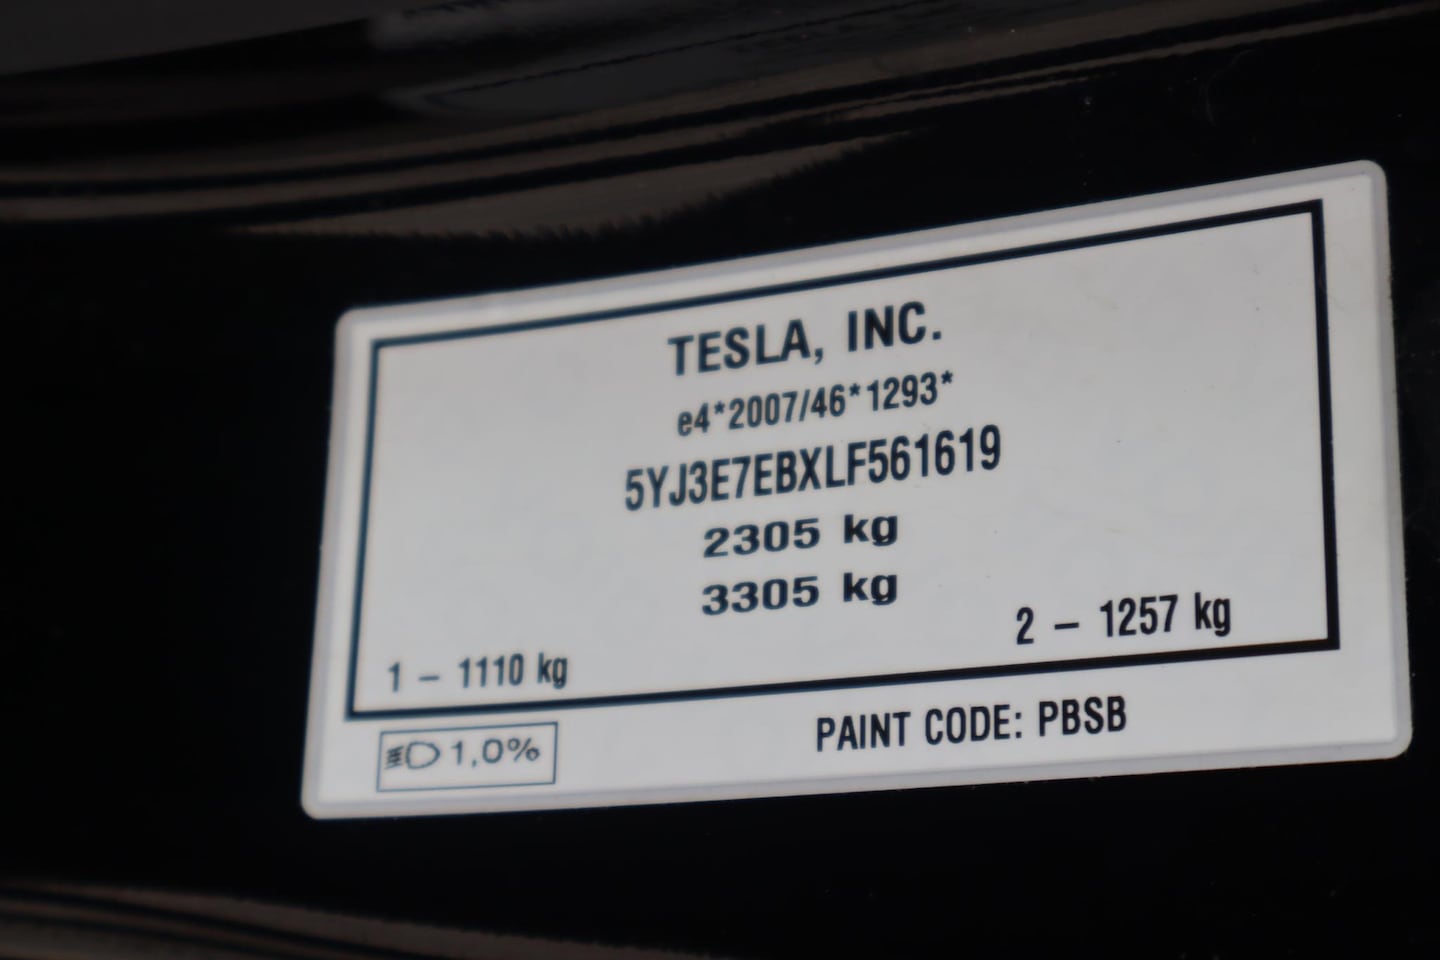 TESLA, INC.
e4*2007/46*1293*
5YJ3E7EBXLF561619
2305 kg
3305 kg
1 – 1110 kg
2 – 1257 kg
1,0%
PAINT CODE: PBSB